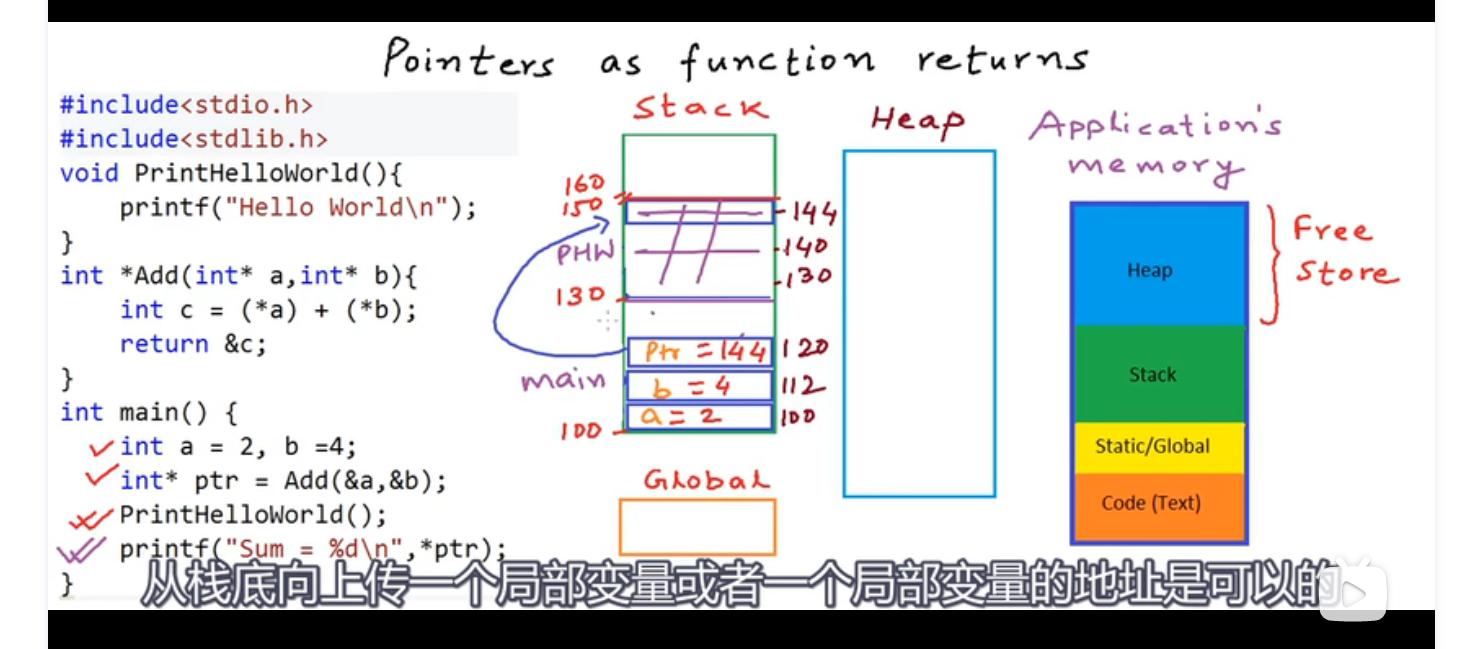 Pointers as function returns
#include<stdio.h>
#include<stdlib.h>
void PrintHelloWorld(){
printf("Hello World\n");
}
int *Add(int* a,int* b){
int c = (*a) + (*b);
return &c;
}
int main() {
int a = 2, b =4;
int* ptr = Add(&a,&b);
PrintHelloWorld();
printf("Sum = %d\n",*ptr);
}
Stack
160
150
144
PHW
140
130
130
Ptr = 144
120
main
b = 4
112
a = 2
100
100
Global
Heap
Application's
memory
Heap
Stack
Static/Global
Code (Text)
Free
Store
从栈底向上传一个局部变量或者一个局部变量的地址是可以的